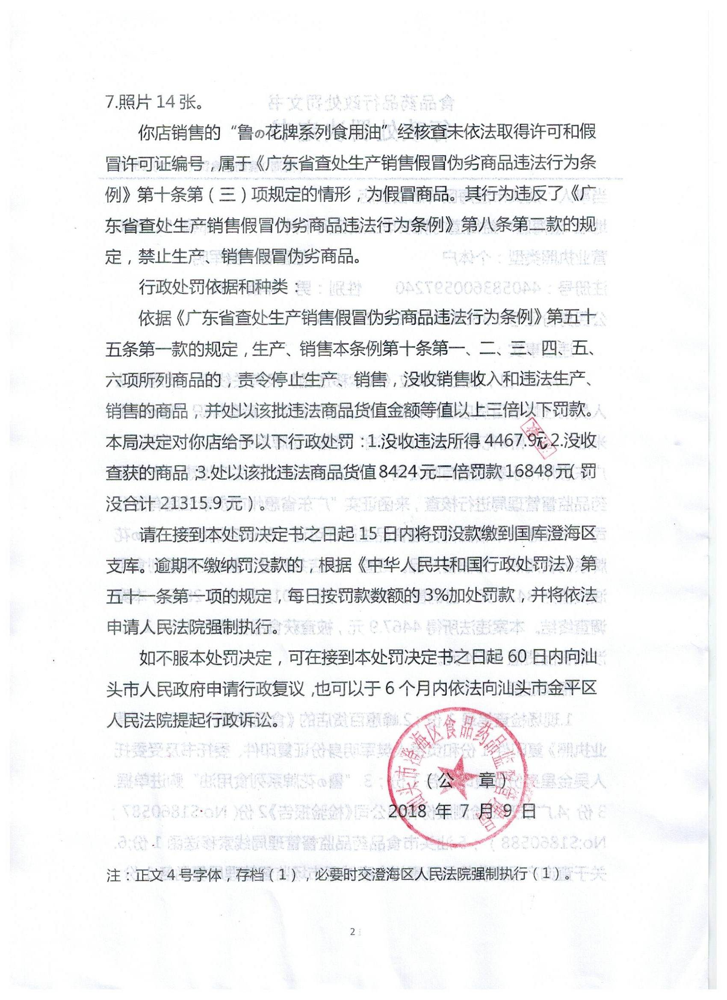 7.照片 14 张。
你店销售的“鲁の花牌系列食用油”经核查未依法取得许可和假
冒许可证编号，属于《广东省查处生产销售假冒伪劣商品违法行为条
例》第十条第（三）项规定的情形，为假冒商品。其行为违反了《广
东省查处生产销售假冒伪劣商品违法行为条例》第八条第二款的规
定，禁止生产、销售假冒伪劣商品。
行政处罚依据和种类：
依据《广东省查处生产销售假冒伪劣商品违法行为条例》第五十
五条第一款的规定，生产、销售本条例第十条第一、二、三、四、五、
六项所列商品的，责令停止生产、销售，没收销售收入和违法生产、
销售的商品，并处以该批违法商品货值金额等值以上三倍以下罚款。
本局决定对你店给予以下行政处罚：1.没收违法所得 4467.9元;2.没收
查获的商品;3.处以该批违法商品货值8424元二倍罚款16848元（罚
没合计 21315.9 元）。
请在接到本处罚决定书之日起 15 日内将罚没款缴到国库澄海区
支库。逾期不缴纳罚没款的，根据《中华人民共和国行政处罚法》第
五十一条第一项的规定，每日按罚款数额的 3%加处罚款，并将依法
申请人民法院强制执行。
如不服本处罚决定，可在接到本处罚决定书之日起 60 日内向汕
头市人民政府申请行政复议，也可以于 6 个月内依法向汕头市金平区
人民法院提起行政诉讼。
汕头市澄海区食品药品监督管理局
（公 章）
2018 年 7 月 9 日
注：正文4号字体，存档（1），必要时交澄海区人民法院强制执行（1）。
2